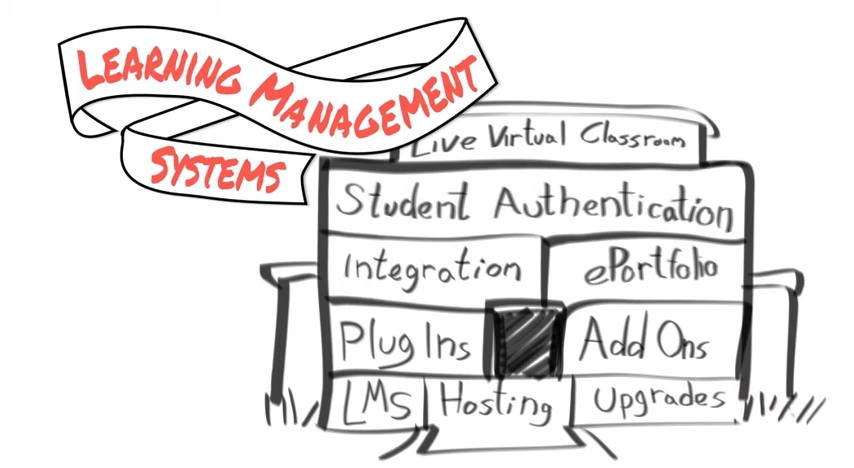 LEARNING MANAGEMENT
SYSTEMS
Live Virtual Classroom
Student Authentication
Integration
ePortfolio
Plug Ins
Add Ons
LMS
Hosting
Upgrades